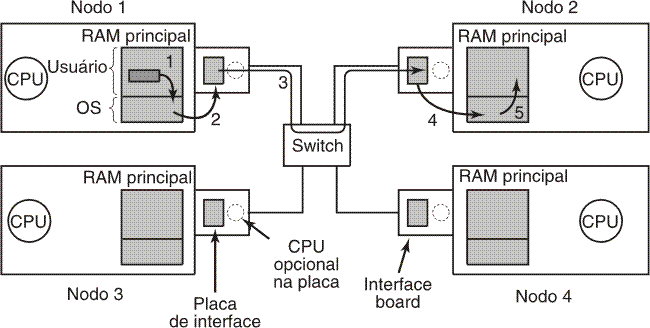 Nodo 1
Nodo 2
RAM principal
RAM principal
CPU
Usuário
OS
1
2
3
4
5
CPU
Switch
RAM principal
RAM principal
CPU
CPU
CPU
opcional
na placa
Interface
board
Placa
de interface
Nodo 3
Nodo 4